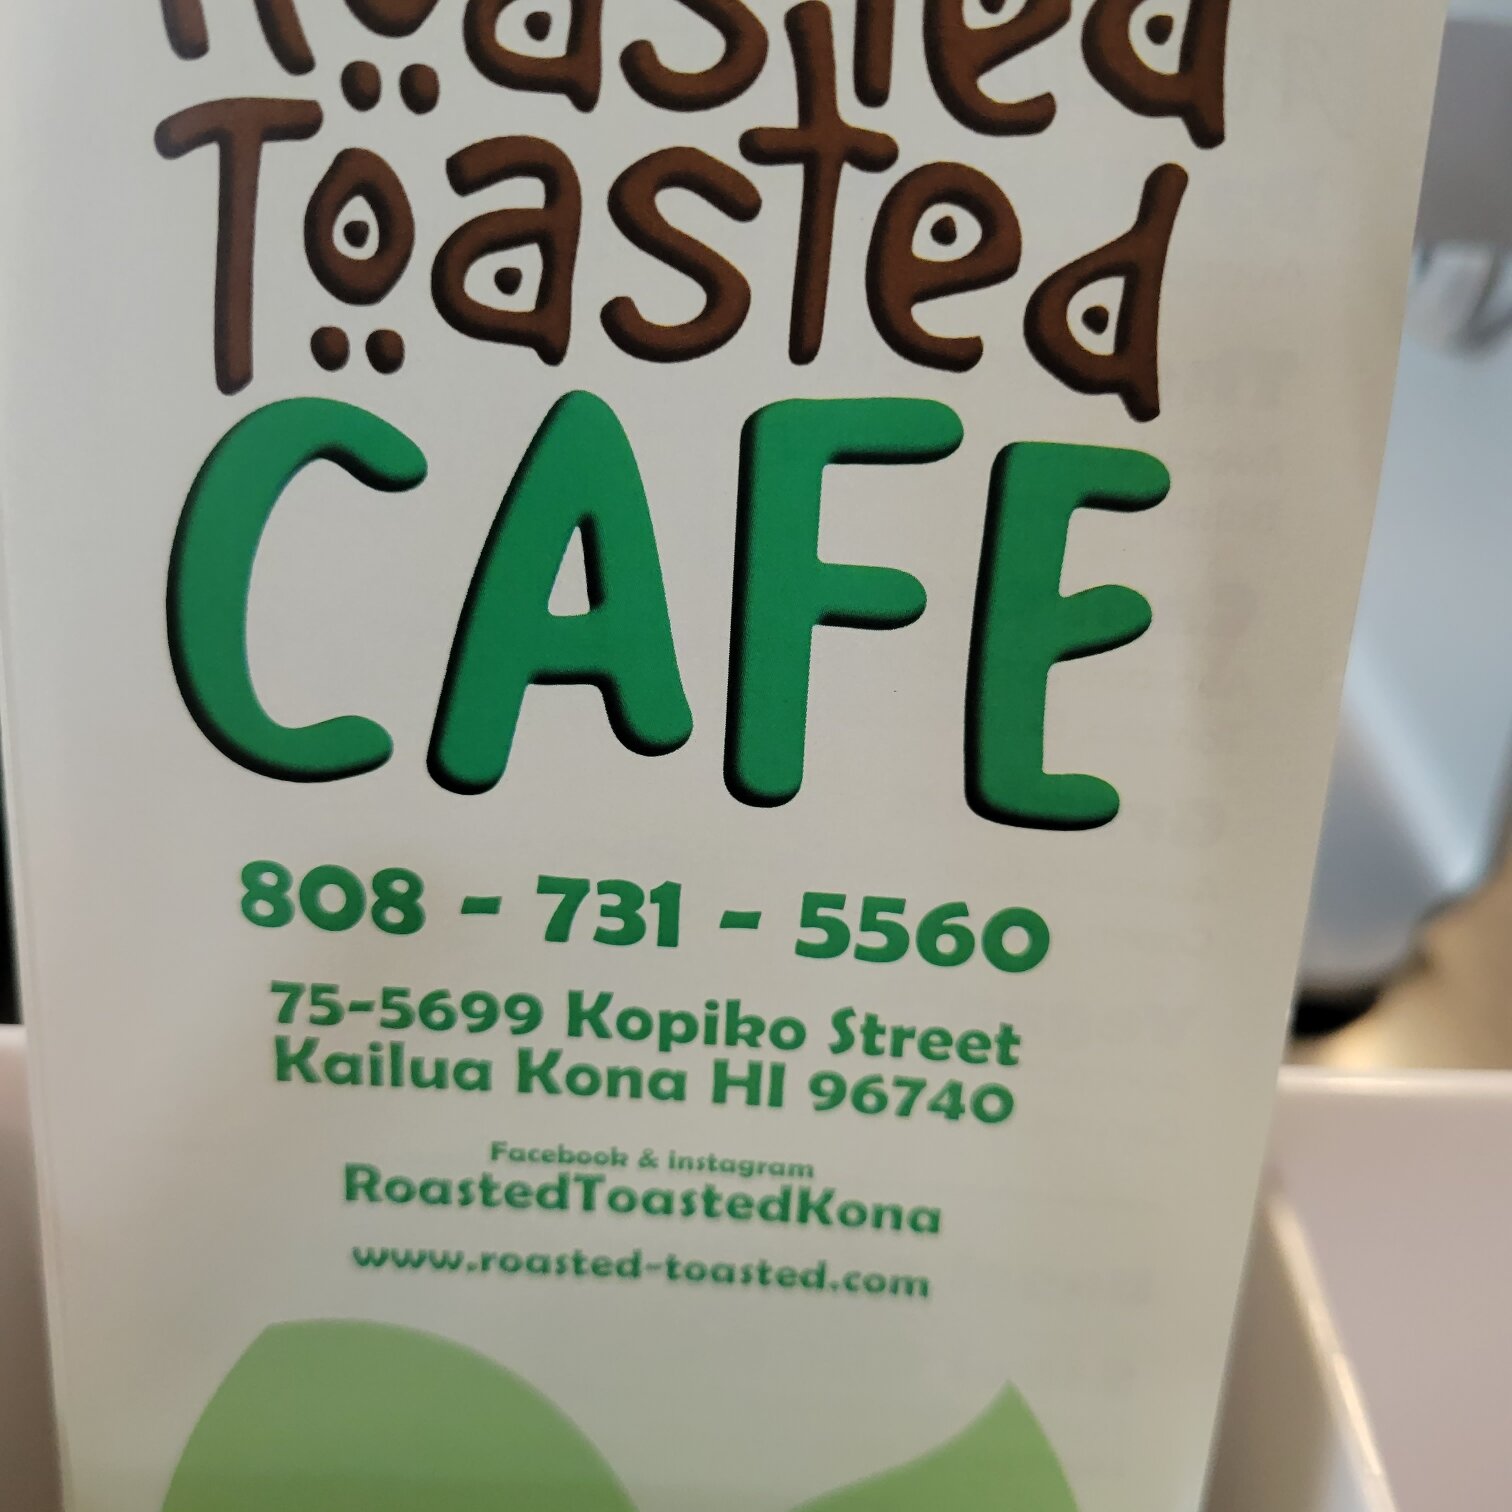 Roasted
Toasted
CAFE
808 - 731 - 5560
75-5699 Kopiko Street
Kailua Kona HI 96740
Facebook & instagram
RoastedToastedKona
www.roasted-toasted.com